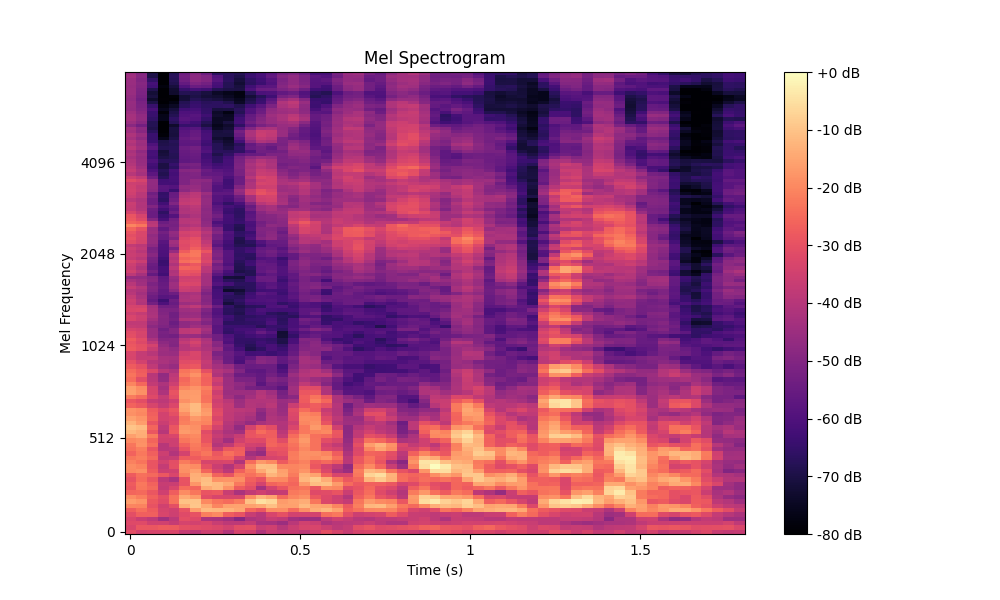 Mel Spectrogram
Mel Frequency
4096
2048
1024
512
0
0
0.5
1
1.5
Time (s)
+0 dB
-10 dB
-20 dB
-30 dB
-40 dB
-50 dB
-60 dB
-70 dB
-80 dB